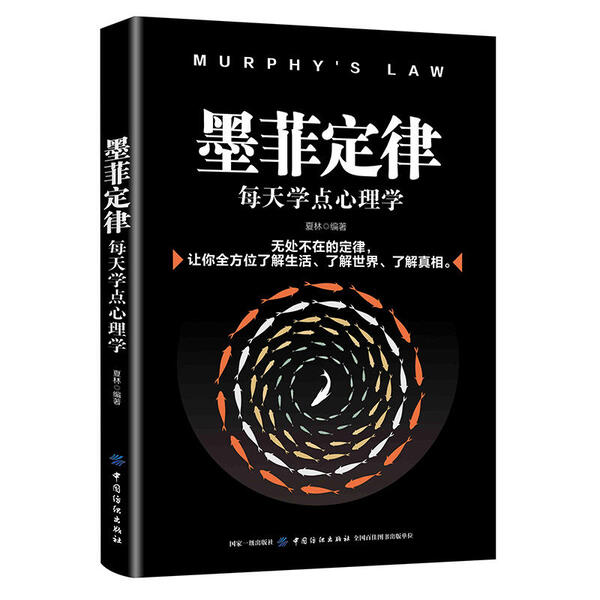 MURPHY'S LAW
墨菲定律
每天学点心理学
夏林◎编著
无处不在的定律,
让你全方位了解生活、了解世界、了解真相。
国家一级出版社 中国纺织出版社 全国百佳图书出版单位
墨菲定律
每天学点心理学
夏林◎编著
中国纺织出版社